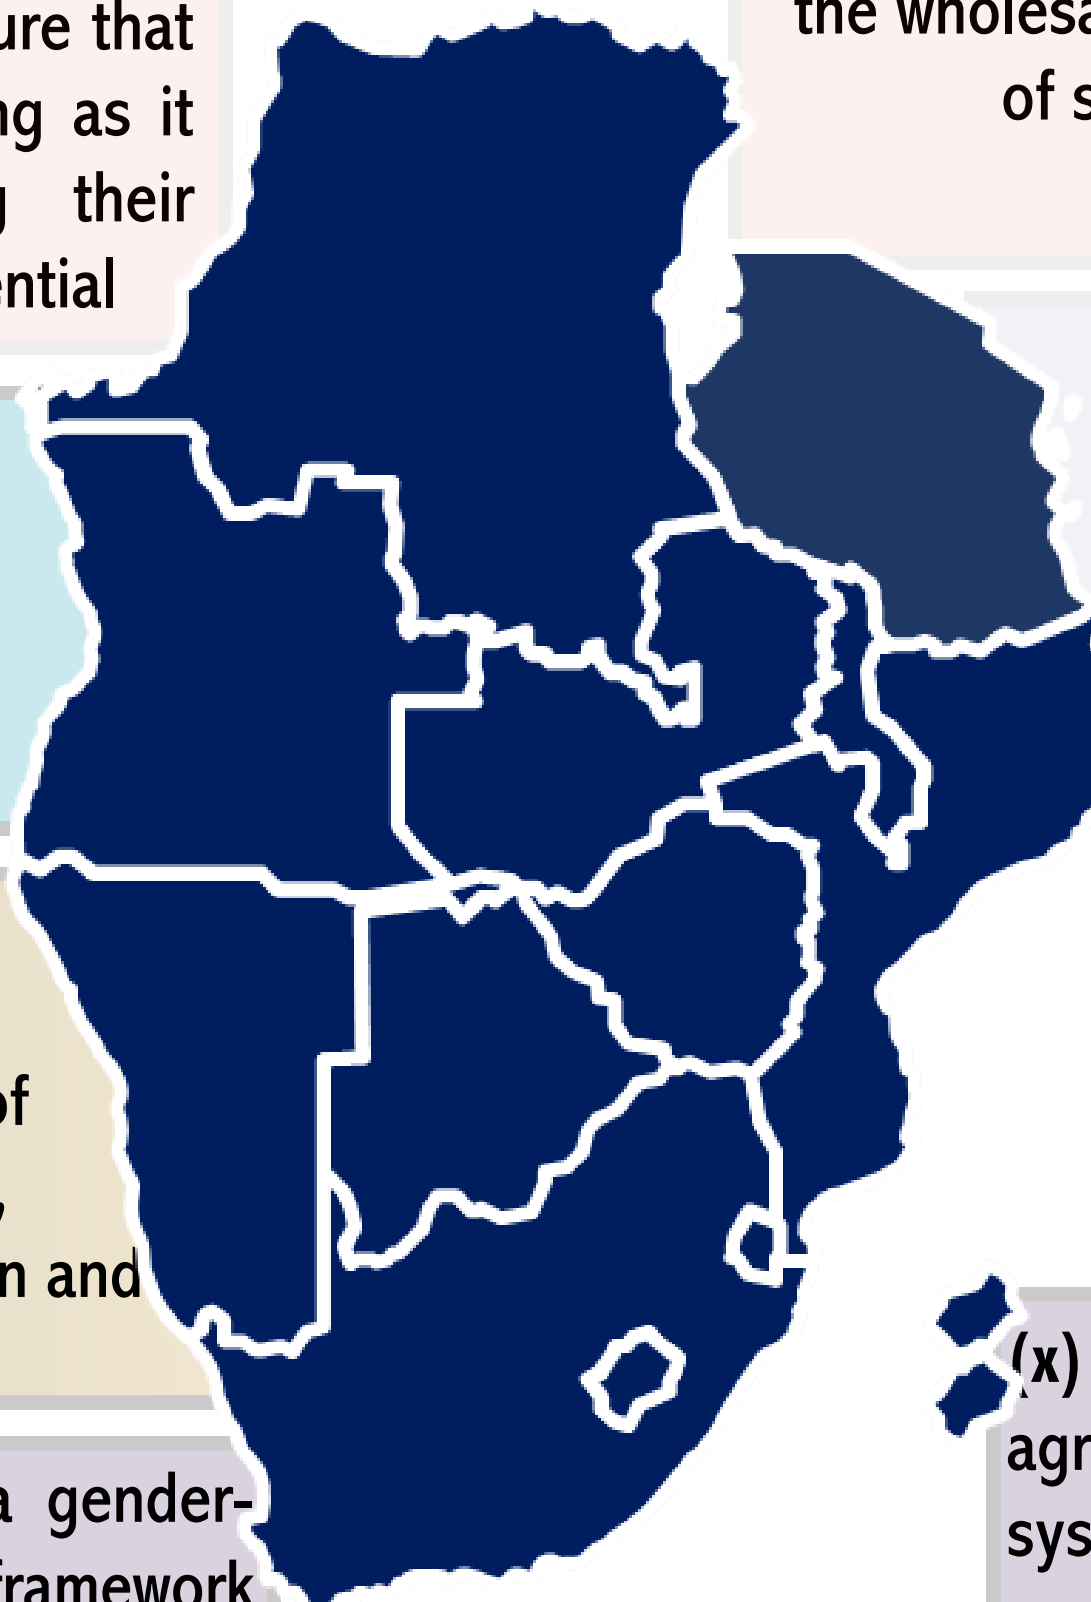 ure that
ng as it
g their
ential
the wholesa
of s
of
,
n and
a gender-
framework
(x)
agr
sys